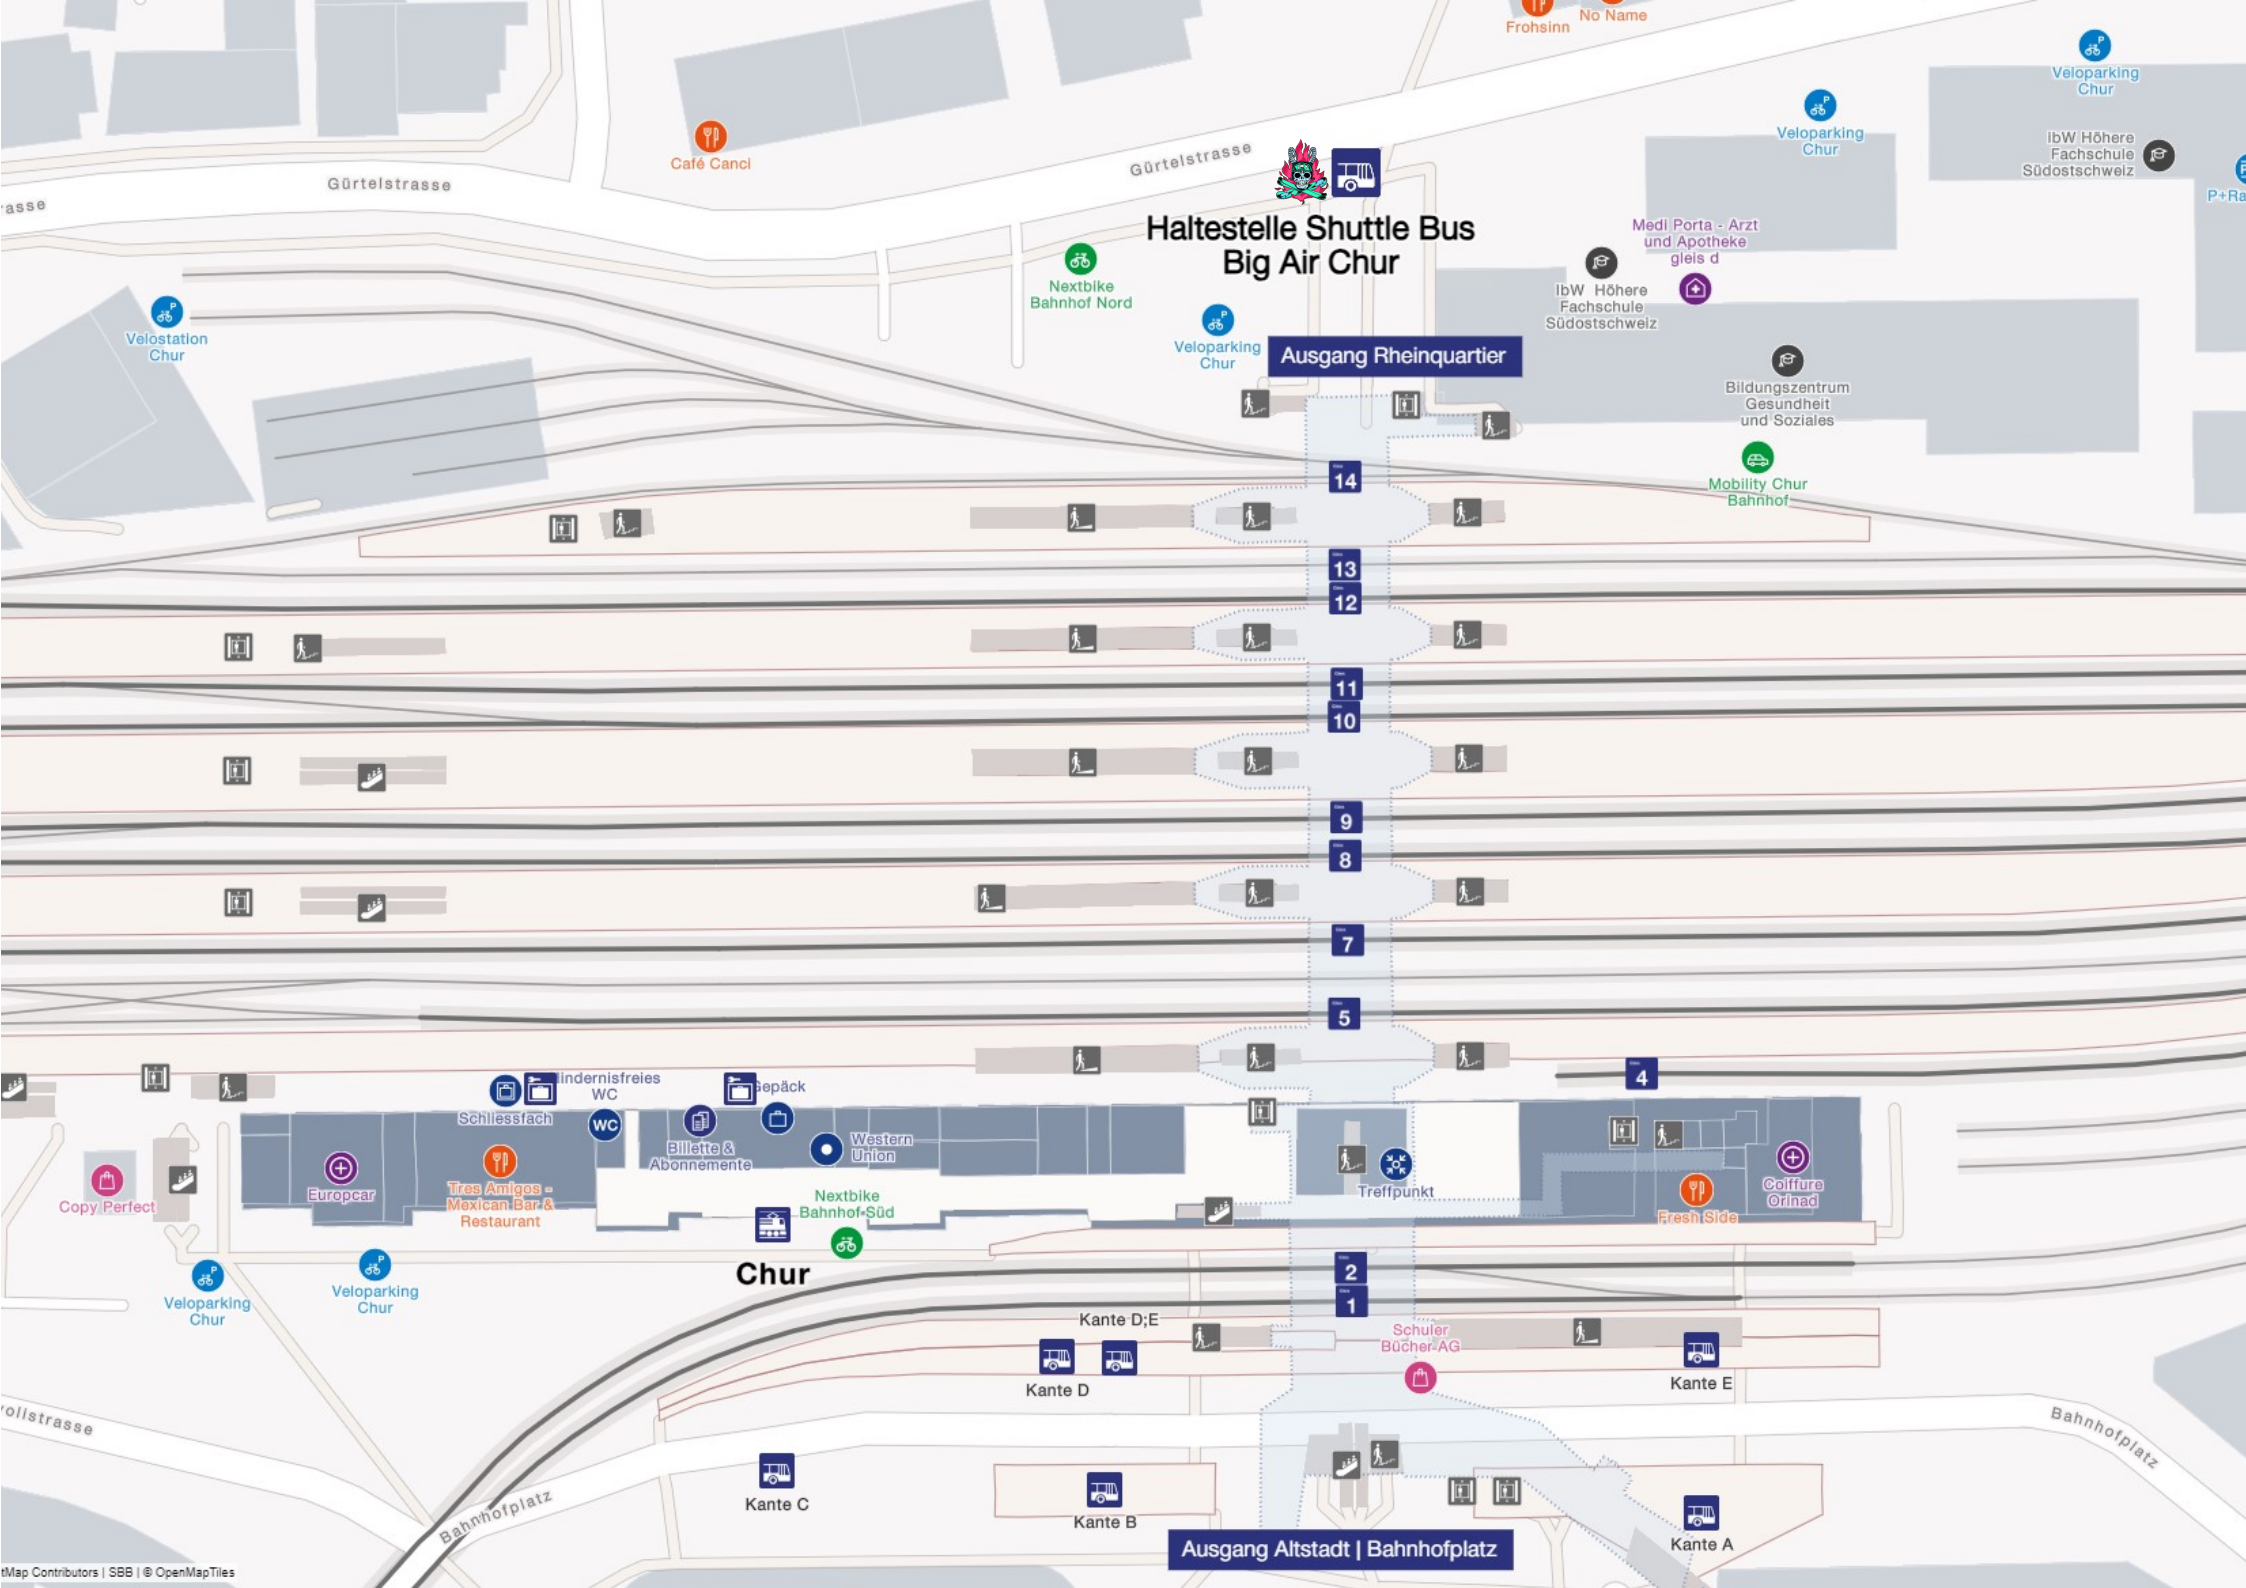 Frohsinn
No Name
Veloparking
Chur
Veloparking
Chur
IbW Höhere
Fachschule
Südostschweiz
P+Ra
Café Canci
Gürtelstrasse
Gürtelstrasse
rasse
Haltestelle Shuttle Bus
Big Air Chur
Medi Porta - Arzt
und Apotheke
gleis d
IbW Höhere
Fachschule
Südostschweiz
Nextbike
Bahnhof Nord
Velostation
Chur
Veloparking
Chur
Ausgang Rheinquartier
Bildungszentrum
Gesundheit
und Soziales
Mobility Chur
Bahnhof
14
13
12
11
10
9
8
7
5
4
indernisfreies
WC
Gepäck
Schliessfach
WC
Billette &
Abonnemente
Western
Union
Europcar
Tres Amigos -
Mexican Bar &
Restaurant
Copy Perfect
Nextbike
Bahnhof Süd
Treffpunkt
Fresh Side
Coiffure
Orinad
Chur
Veloparking
Chur
Veloparking
Chur
2
1
Kante D;E
Schuler
Bücher AG
Kante D
Kante E
ollstrasse
Bahnhofplatz
Bahnhofplatz
Kante C
Kante B
Kante A
Ausgang Altstadt | Bahnhofplatz
tMap Contributors | SBB | © OpenMapTiles